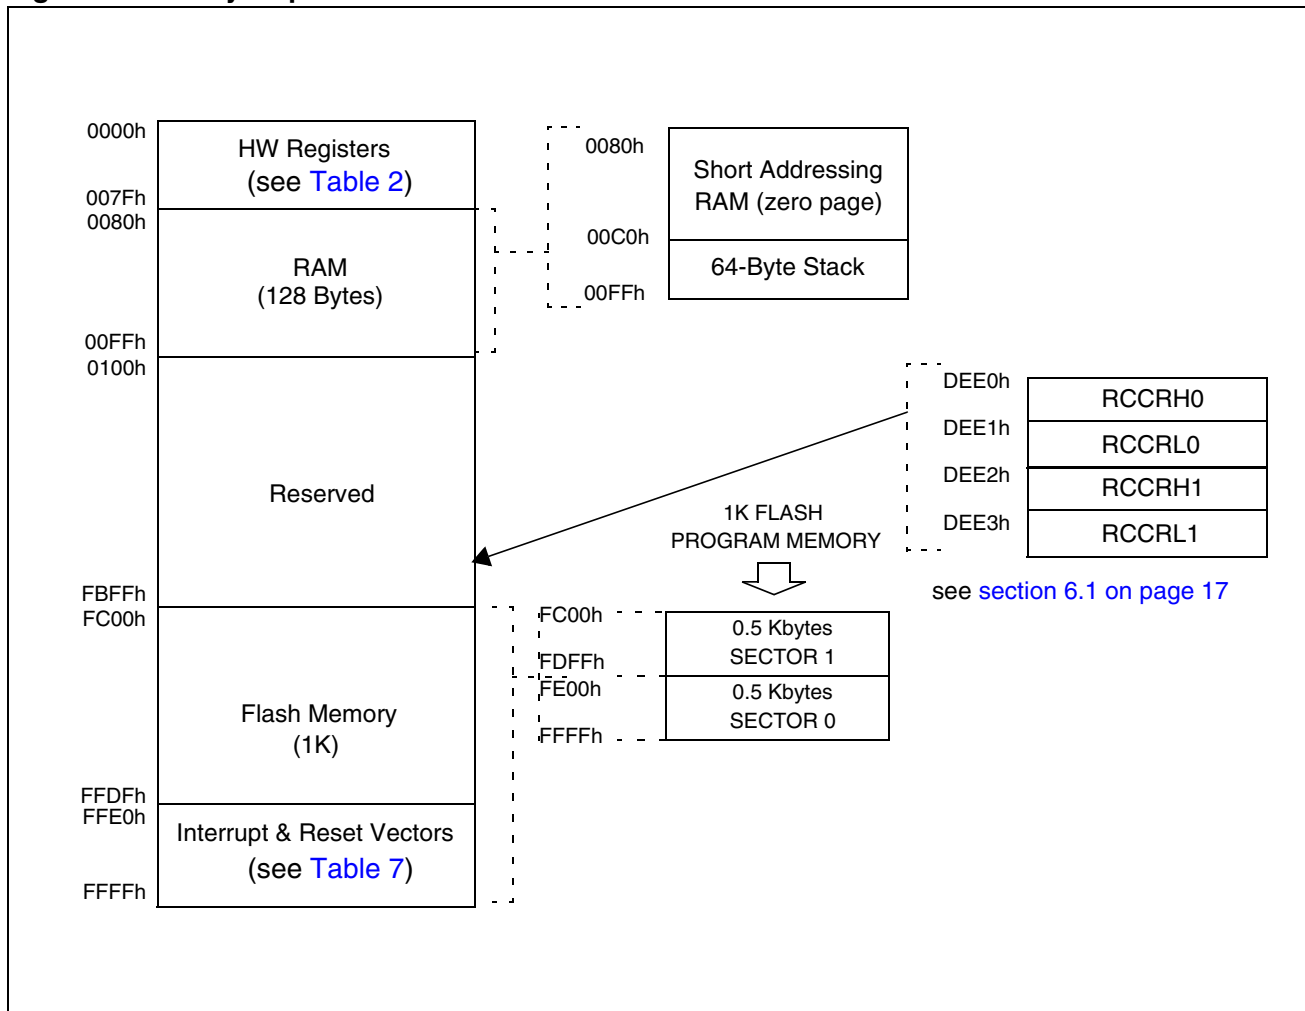 0000h
HW Registers
(see Table 2)
007Fh
0080h
RAM
(128 Bytes)
00FFh
0100h
Reserved
FBFFh
FC00h
Flash Memory
(1K)
FFDFh
FFE0h
Interrupt & Reset Vectors
(see Table 7)
FFFFh
0080h
Short Addressing
RAM (zero page)
00C0h
64-Byte Stack
00FFh
DEE0h
RCCRH0
DEE1h
RCCRL0
DEE2h
RCCRH1
DEE3h
RCCRL1
see section 6.1 on page 17
1K FLASH
PROGRAM MEMORY
FC00h
0.5 Kbytes
SECTOR 1
FDFFh
FE00h
0.5 Kbytes
SECTOR 0
FFFFh